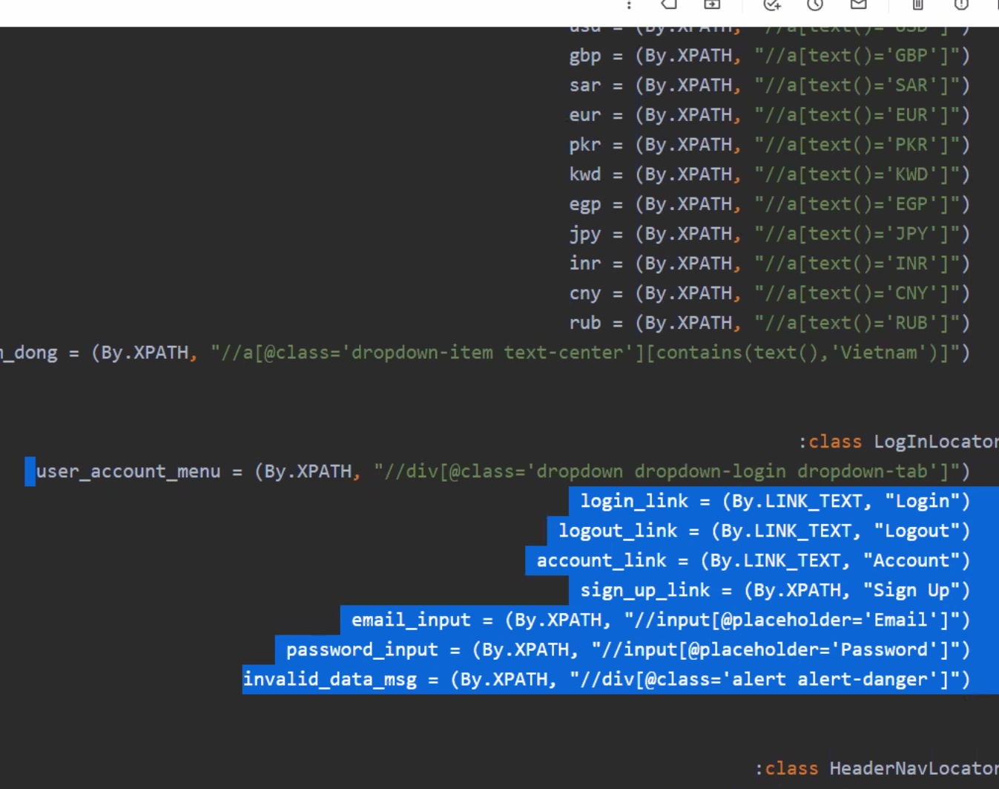 usd = (By.XPATH, "//a[text()='USD']")
gbp = (By.XPATH, "//a[text()='GBP']")
sar = (By.XPATH, "//a[text()='SAR']")
eur = (By.XPATH, "//a[text()='EUR']")
pkr = (By.XPATH, "//a[text()='PKR']")
kwd = (By.XPATH, "//a[text()='KWD']")
egp = (By.XPATH, "//a[text()='EGP']")
jpy = (By.XPATH, "//a[text()='JPY']")
inr = (By.XPATH, "//a[text()='INR']")
cny = (By.XPATH, "//a[text()='CNY']")
rub = (By.XPATH, "//a[text()='RUB']")
_dong = (By.XPATH, "//a[@class='dropdown-item text-center'][contains(text(),'Vietnam')]")
:class LogInLocator
user_account_menu = (By.XPATH, "//div[@class='dropdown dropdown-login dropdown-tab']")
login_link = (By.LINK_TEXT, "Login")
logout_link = (By.LINK_TEXT, "Logout")
account_link = (By.LINK_TEXT, "Account")
sign_up_link = (By.XPATH, "Sign Up")
email_input = (By.XPATH, "//input[@placeholder='Email']")
password_input = (By.XPATH, "//input[@placeholder='Password']")
invalid_data_msg = (By.XPATH, "//div[@class='alert alert-danger']")
:class HeaderNavLocator